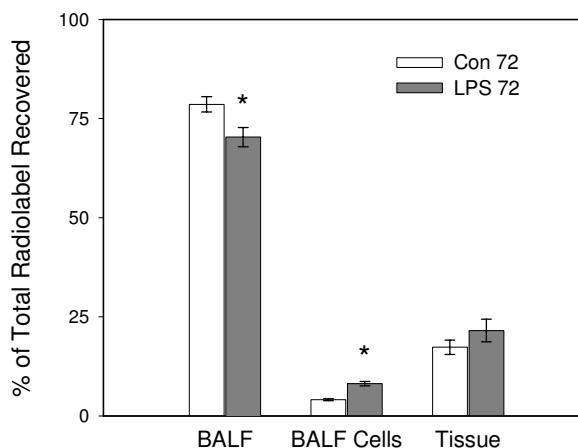 % of Total Radiolabel Recovered
100
75
50
25
0
Con 72
LPS 72
*
*
BALF
BALF Cells
Tissue